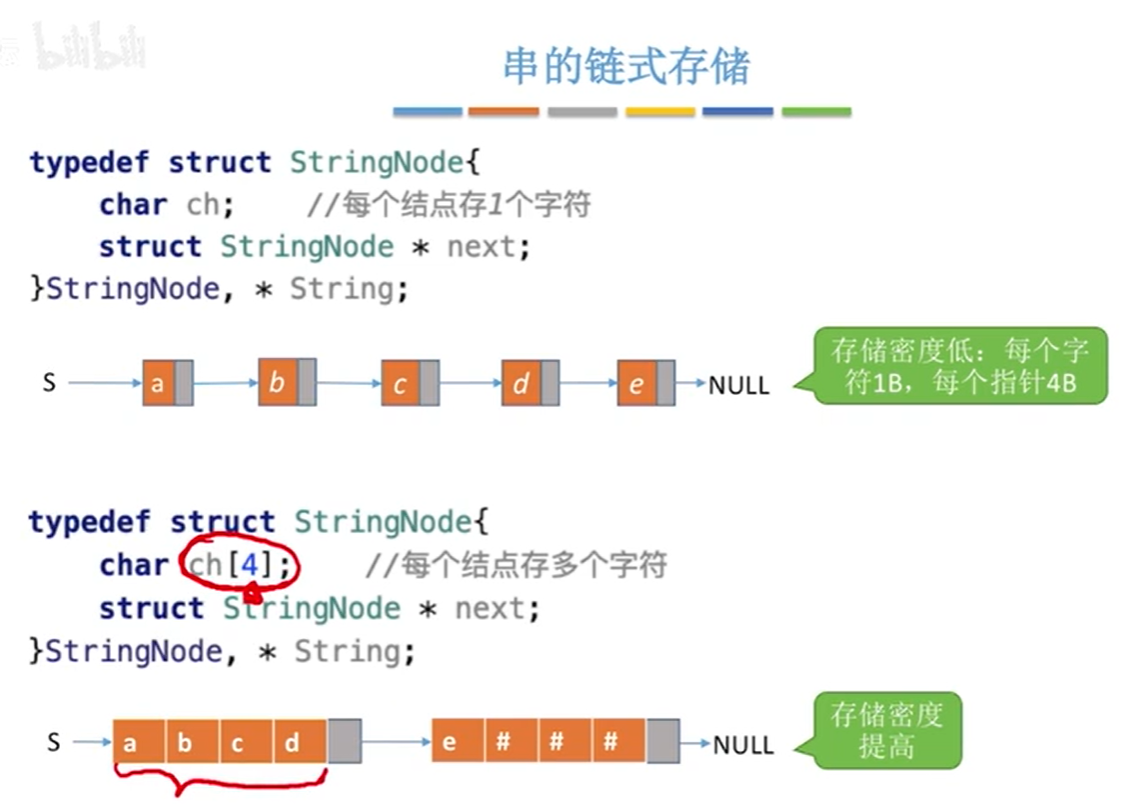 bilibili
串的链式存储
typedef struct StringNode{
char ch; //每个结点存1个字符
struct StringNode * next;
}StringNode, * String;
S a b c d e NULL
存储密度低：每个字
符1B，每个指针4B
typedef struct StringNode{
char ch[4]; //每个结点存多个字符
struct StringNode * next;
}StringNode, * String;
S a b c d e # # # NULL
存储密度
提高